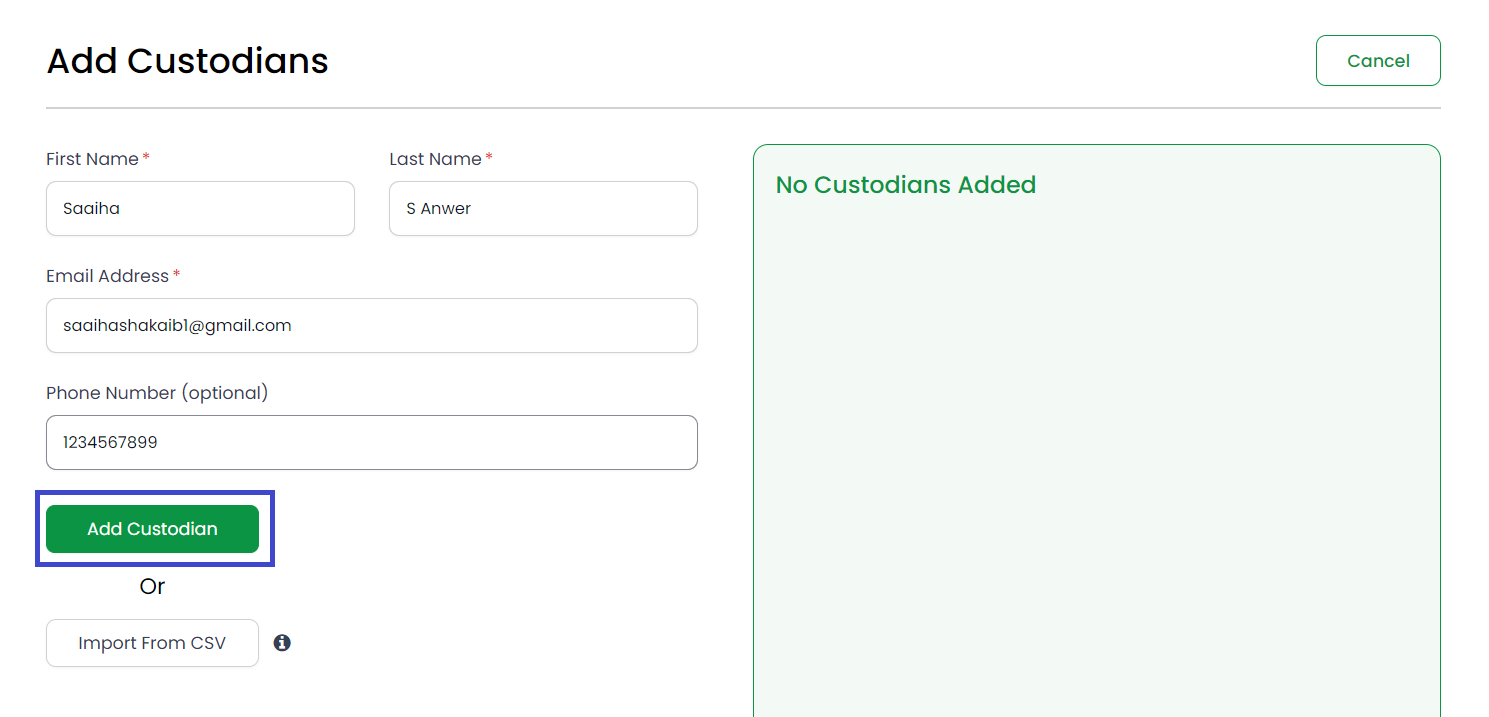 Add Custodians
Cancel
First Name *
Last Name *
Saaiha
S Anwer
No Custodians Added
Email Address *
saaihashakaib1@gmail.com
Phone Number (optional)
1234567899
Add Custodian
Or
Import From CSV